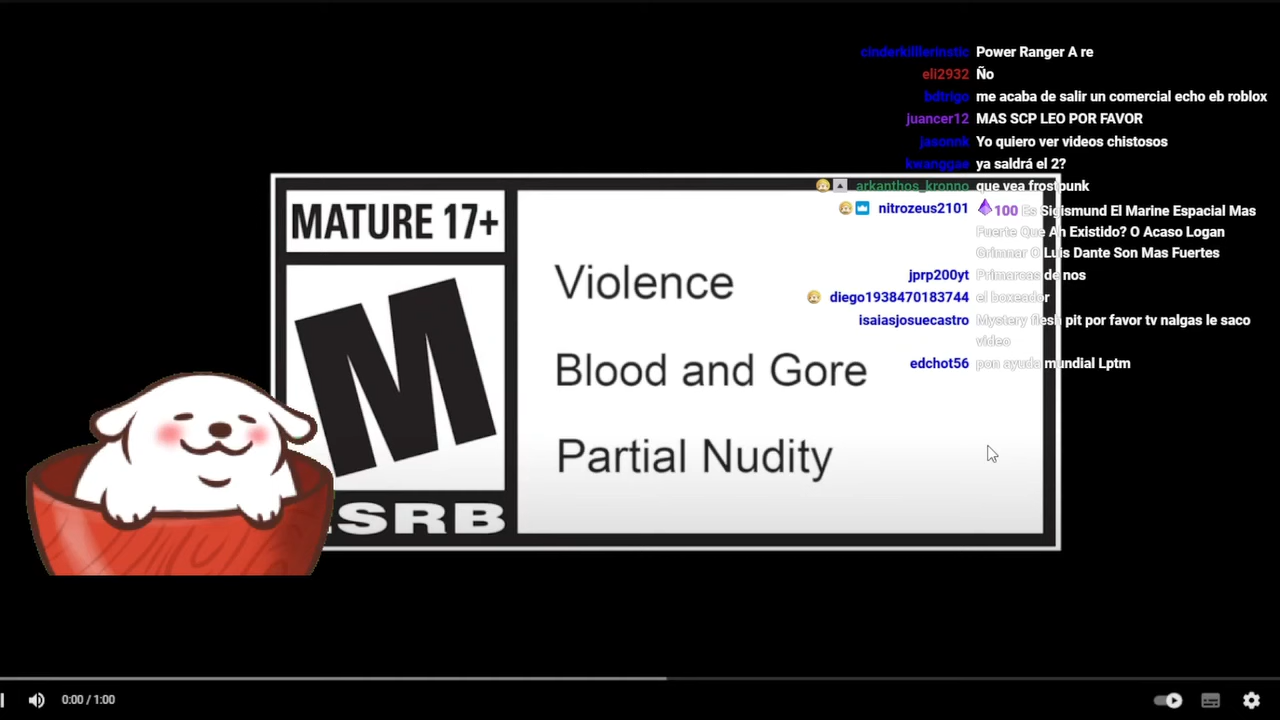 cinderkilllerinstic Power Ranger A re
eli2932 Ño
bdtrigo me acaba de salir un comercial echo eb roblox
juancer12 MAS SCP LEO POR FAVOR
jasonnk Yo quiero ver videos chistosos
kwanggae ya saldrá el 2?
arkanthos_kronno que vea frostpunk
nitrozeus2101 100 Es Sigismund El Marine Espacial Mas
Fuerte Que An Existido? O Acaso Logan
Grimnar O Luis Dante Son Mas Fuertes
jprp200yt Primarcas de nos
diego1938470183744 el boxeador
isaiasjosuecastro Mystery flesh pit por favor tv nalgas le saco
video
edchot56 pon ayuda mundial Lptm
MATURE 17+
M
SRB
Violence
Blood and Gore
Partial Nudity
0:00 / 1:00